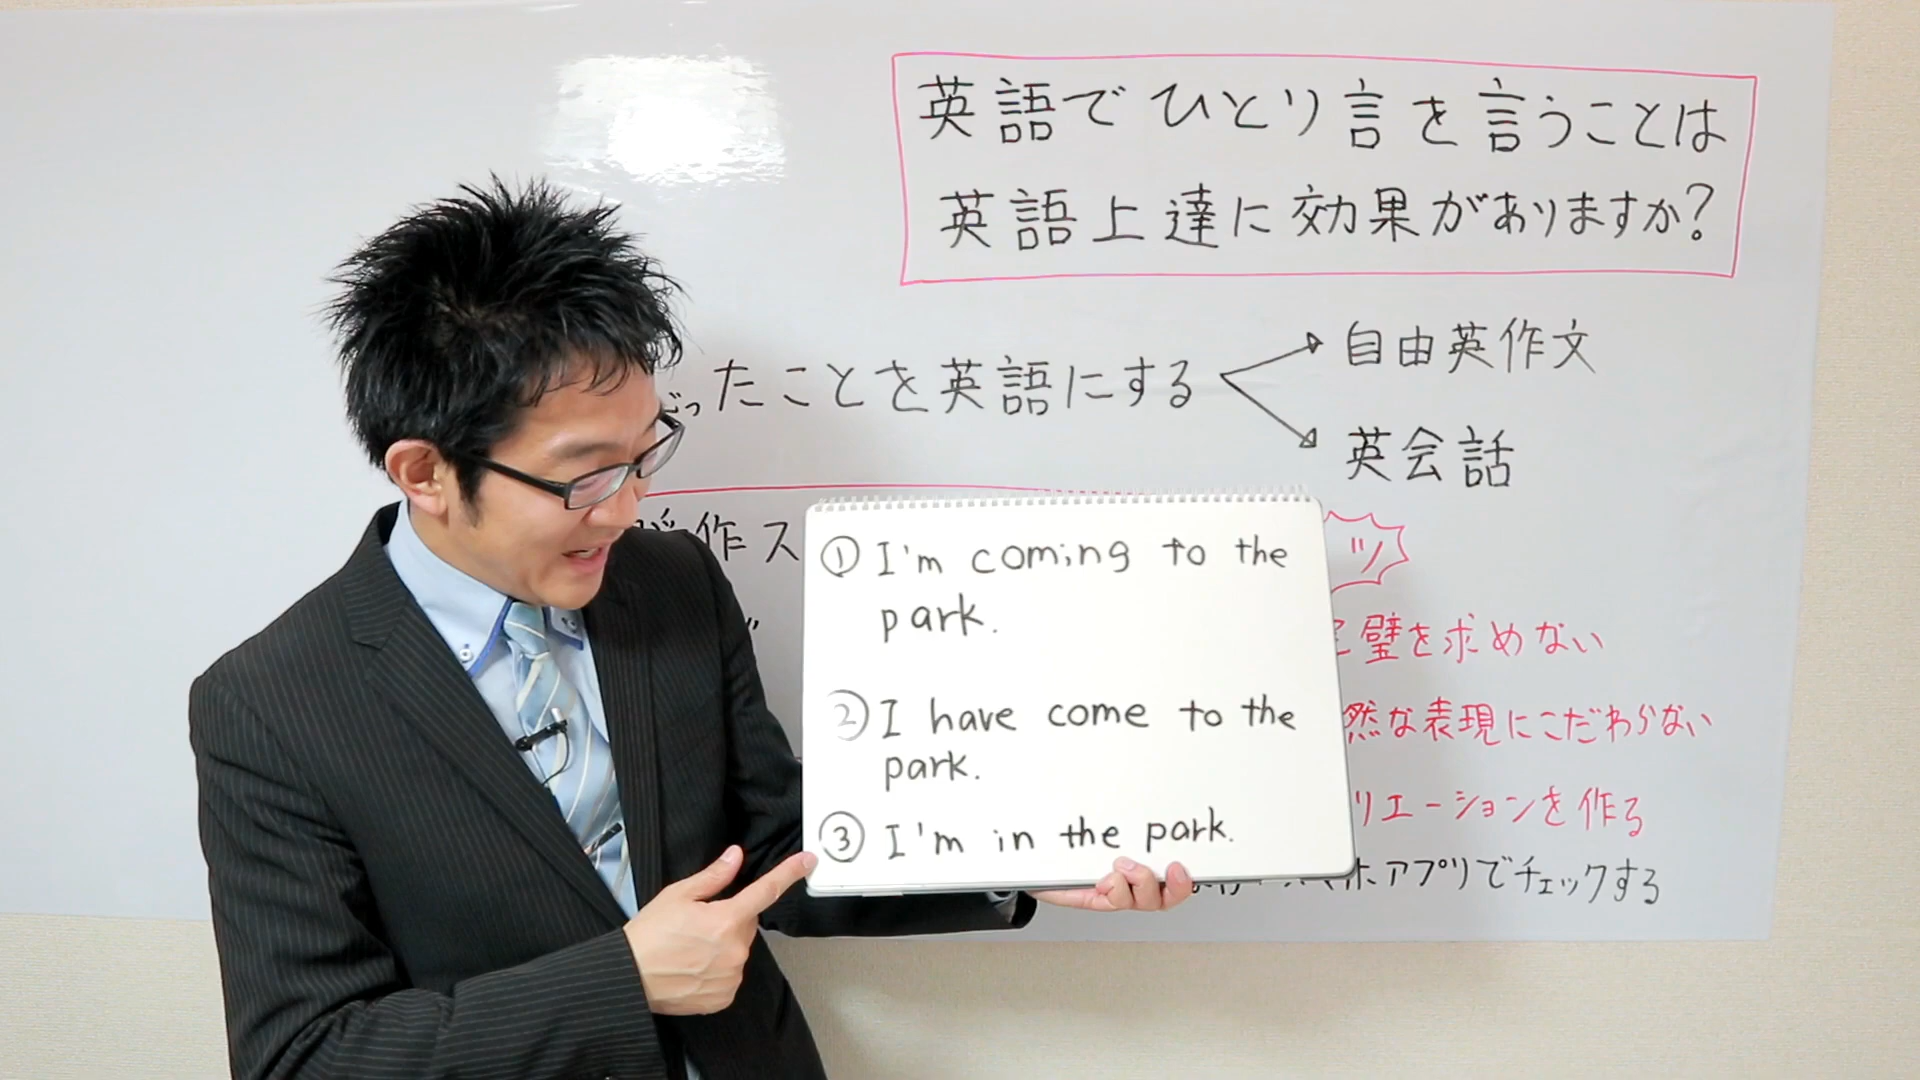 英語でひとり言を言うことは
英語上達に効果がありますか?
ったことを英語にする
自由英作文
英会話
作ス
ツ
① I'm coming to the
park.
② I have come to the
park.
③ I'm in the park.
璧を求めない
然な表現にこだわらない
リエーションを作る
ホアプリでチェックする